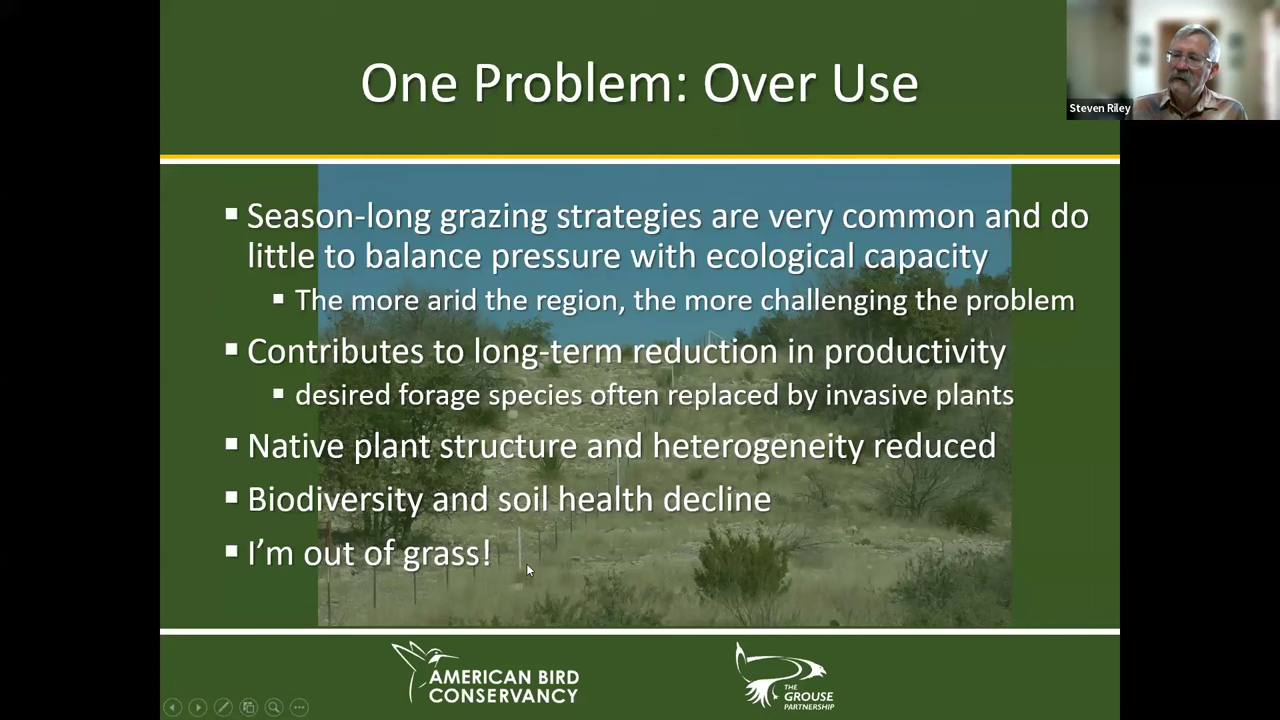 One Problem: Over Use
Steven Riley
▪ Season-long grazing strategies are very common and do
little to balance pressure with ecological capacity
▪ The more arid the region, the more challenging the problem
▪ Contributes to long-term reduction in productivity
▪ desired forage species often replaced by invasive plants
▪ Native plant structure and heterogeneity reduced
▪ Biodiversity and soil health decline
▪ I’m out of grass!
AMERICAN BIRD
CONSERVANCY
THE
GROUSE
PARTNERSHIP